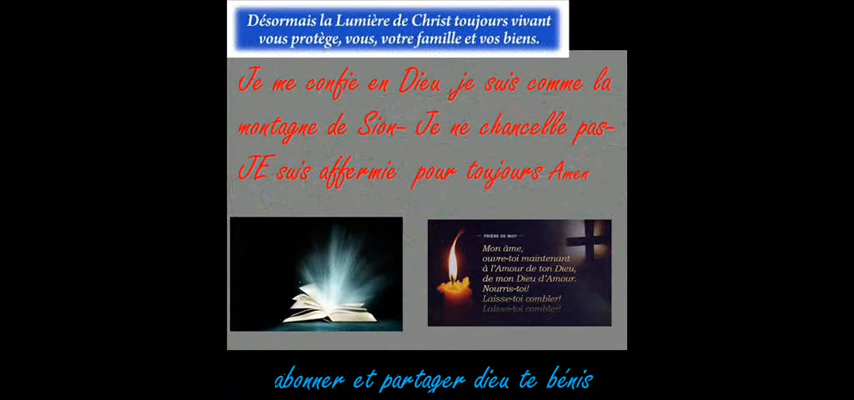 Désormais la Lumière de Christ toujours vivant
vous protège, vous, votre famille et vos biens.
Je me confie en Dieu ,je suis comme la
montagne de Sion- Je ne chancelle pas-
JE suis affermie pour toujours Amen
PRIÈRE DE NUIT
Mon âme,
ouvre-toi maintenant
à l'Amour de ton Dieu,
de mon Dieu d'Amour.
Nourris-toi!
Laisse-toi combler!
Laisse-toi combler!
abonner et partager dieu te bénis